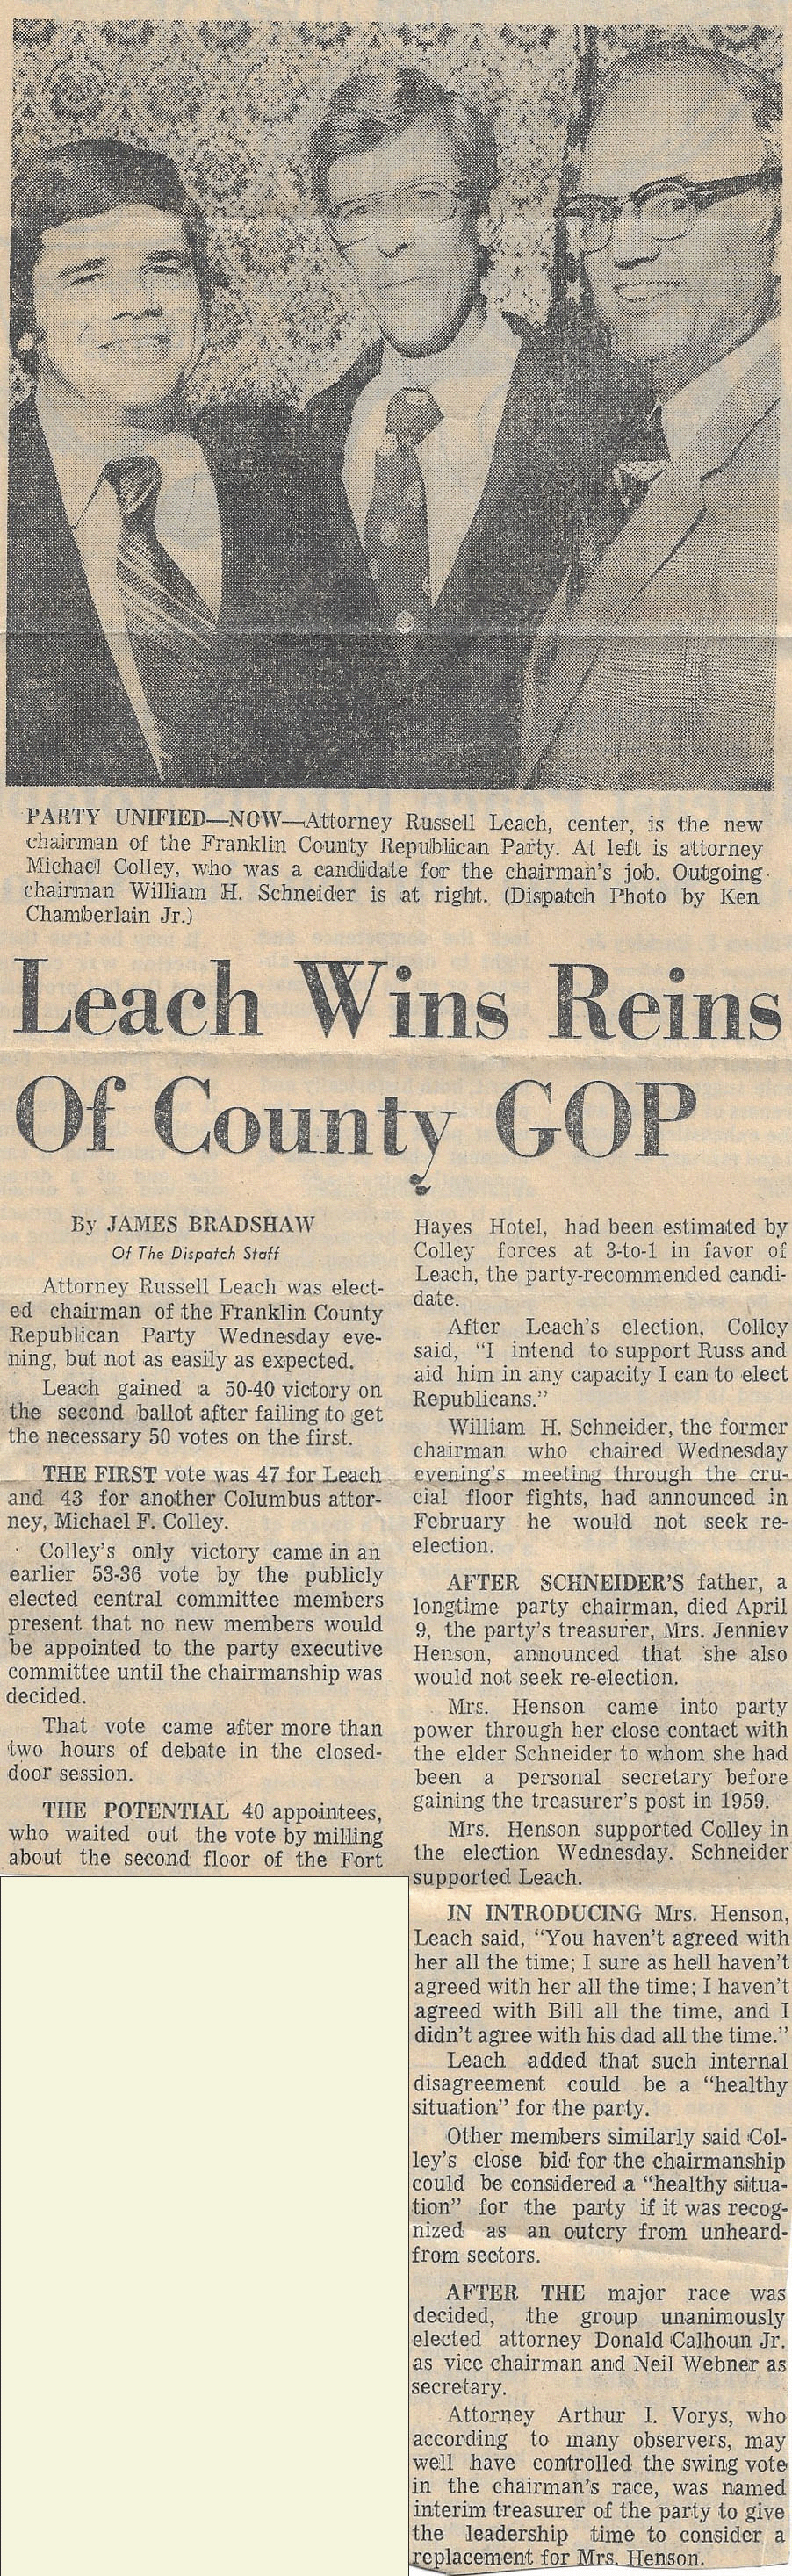 PARTY UNIFIED—NOW—Attorney Russell Leach, center, is the new
chairman of the Franklin County Republican Party. At left is attorney
Michael Colley, who was a candidate for the chairman's job. Outgoing
chairman William H. Schneider is at right. (Dispatch Photo by Ken
Chamberlain Jr.)
Leach Wins Reins
Of County GOP
By JAMES BRADSHAW
Of The Dispatch Staff
Attorney Russell Leach was elect-
ed chairman of the Franklin County
Republican Party Wednesday eve-
ning, but not as easily as expected.
Leach gained a 50-40 victory on
the second ballot after failing to get
the necessary 50 votes on the first.
THE FIRST vote was 47 for Leach
and 43 for another Columbus attor-
ney, Michael F. Colley.
Colley's only victory came in an
earlier 53-36 vote by the publicly
elected central committee members
present that no new members would
be appointed to the party executive
committee until the chairmanship was
decided.
That vote came after more than
two hours of debate in the closed-
door session.
THE POTENTIAL 40 appointees,
who waited out the vote by milling
about the second floor of the Fort
Hayes Hotel, had been estimated by
Colley forces at 3-to-1 in favor of
Leach, the party-recommended candi-
date.
After Leach's election, Colley
said, "I intend to support Russ and
aid him in any capacity I can to elect
Republicans."
William H. Schneider, the former
chairman who chaired Wednesday
evening's meeting through the cru-
cial floor fights, had announced in
February he would not seek re-
election.
AFTER SCHNEIDER'S father, a
longtime party chairman, died April
9, the party's treasurer, Mrs. Jenniev
Henson, announced that she also
would not seek re-election.
Mrs. Henson came into party
power through her close contact with
the elder Schneider to whom she had
been a personal secretary before
gaining the treasurer's post in 1959.
Mrs. Henson supported Colley in
the election Wednesday. Schneider
supported Leach.
IN INTRODUCING Mrs. Henson,
Leach said, "You haven't agreed with
her all the time; I sure as hell haven't
agreed with her all the time; I haven't
agreed with Bill all the time, and I
didn't agree with his dad all the time."
Leach added that such internal
disagreement could be a "healthy
situation" for the party.
Other members similarly said Col-
ley's close bid for the chairmanship
could be considered a "healthy situa-
tion" for the party if it was recog-
nized as an outcry from unheard-
from sectors.
AFTER THE major race was
decided, the group unanimously
elected attorney Donald Calhoun Jr.
as vice chairman and Neil Webner as
secretary.
Attorney Arthur I. Vorys, who
according to many observers, may
well have controlled the swing vote
in the chairman's race, was named
interim treasurer of the party to give
the leadership time to consider a
replacement for Mrs. Henson.